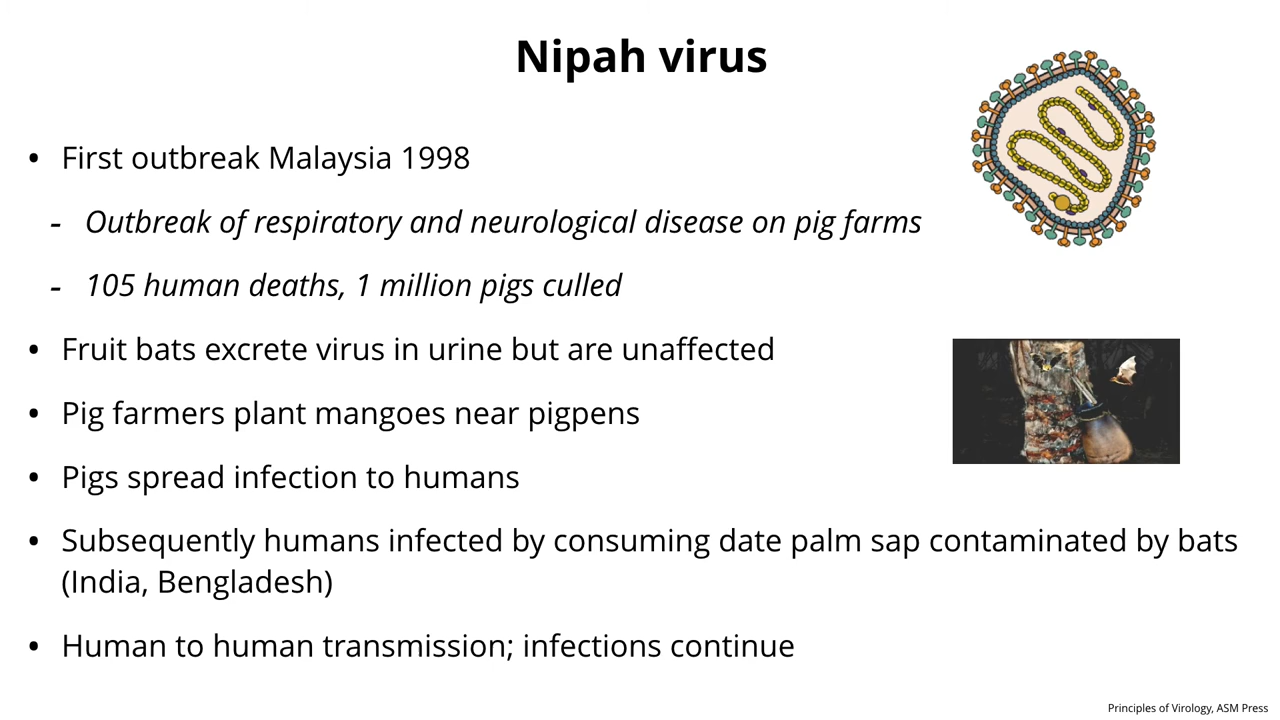 Nipah virus
• First outbreak Malaysia 1998
- Outbreak of respiratory and neurological disease on pig farms
- 105 human deaths, 1 million pigs culled
• Fruit bats excrete virus in urine but are unaffected
• Pig farmers plant mangoes near pigpens
• Pigs spread infection to humans
• Subsequently humans infected by consuming date palm sap contaminated by bats
(India, Bengladesh)
• Human to human transmission; infections continue
Principles of Virology, ASM Press